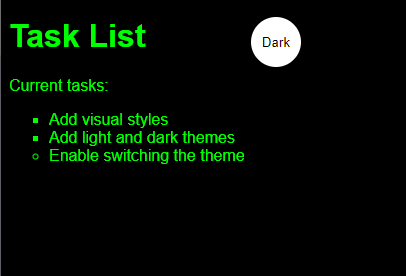 Task List
Dark
Current tasks:
Add visual styles
Add light and dark themes
Enable switching the theme